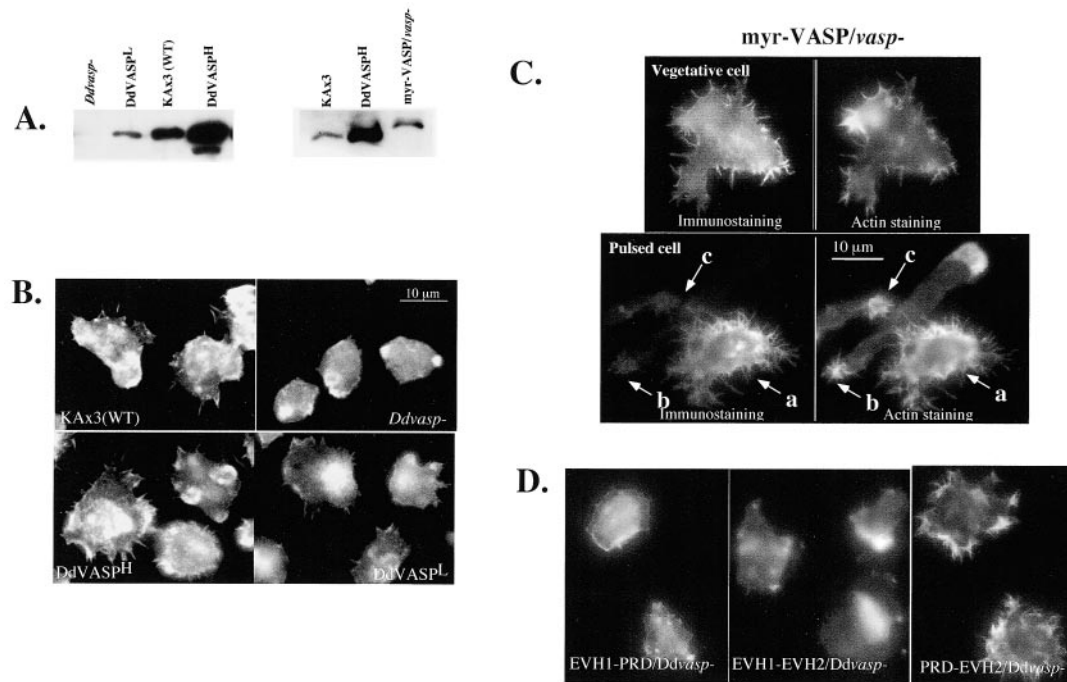 A.
Ddvasp-
DdVASPL
KAx3 (WT)
DdVASPH
KAx3
DdVASPH
myr-VASP/vasp-
B.
10 µm
KAx3(WT)
Ddvasp-
DdVASPH
DdVASPL
myr-VASP/vasp-
C.
Vegetative cell
Immunostaining
Actin staining
Pulsed cell
10 µm
c
c
b
a
b
a
Immunostaining
Actin staining
D.
EVH1-PRD/Ddvasp-
EVH1-EVH2/Ddvasp-
PRD-EVH2/Ddvasp-